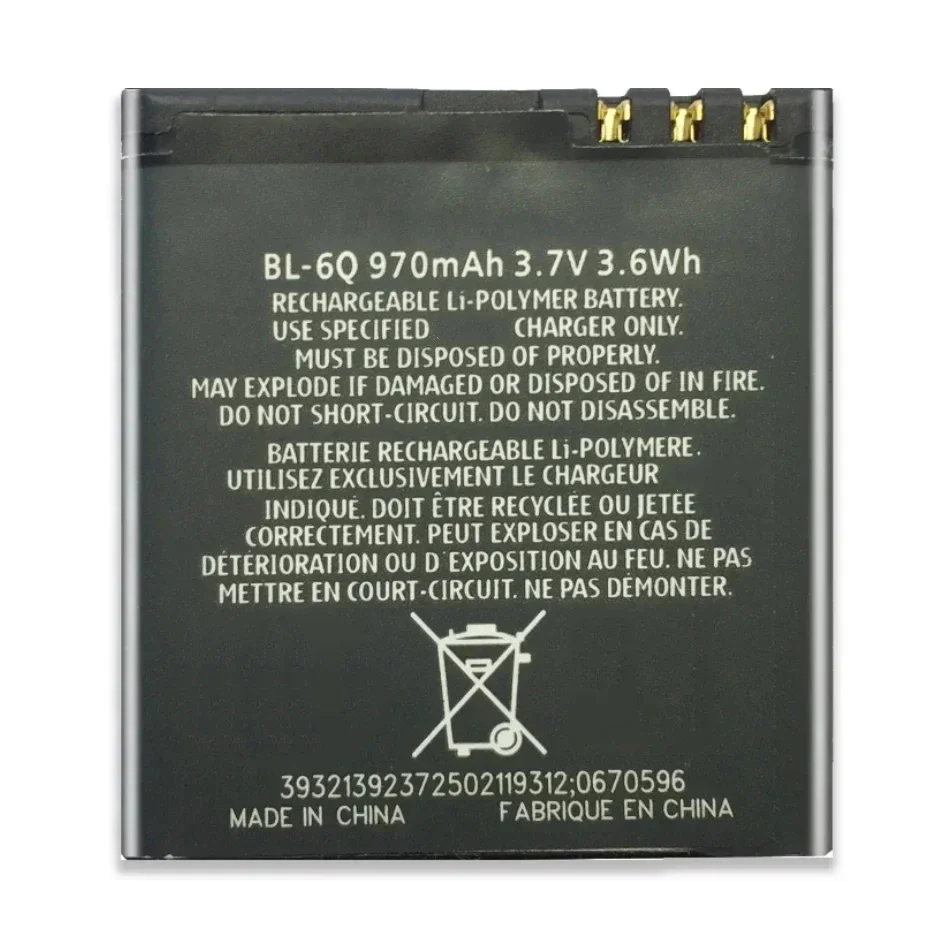 BL-6Q 970mAh 3.7V 3.6Wh
RECHARGEABLE Li-POLYMER BATTERY.
USE SPECIFIED CHARGER ONLY.
MUST BE DISPOSED OF PROPERLY.
MAY EXPLODE IF DAMAGED OR DISPOSED OF IN FIRE.
DO NOT SHORT-CIRCUIT. DO NOT DISASSEMBLE.
BATTERIE RECHARGEABLE Li-POLYMERE.
UTILISEZ EXCLUSIVEMENT LE CHARGEUR
INDIQUÉ. DOIT ÊTRE RECYCLÉE OU JETÉE
CORRECTEMENT. PEUT EXPLOSER EN CAS DE
DÉTÉRIORATION OU D'EXPOSITION AU FEU. NE PAS
METTRE EN COURT-CIRCUIT. NE PAS DÉMONTER.
39321392372502119312;0670596
MADE IN CHINA FABRIQUE EN CHINA